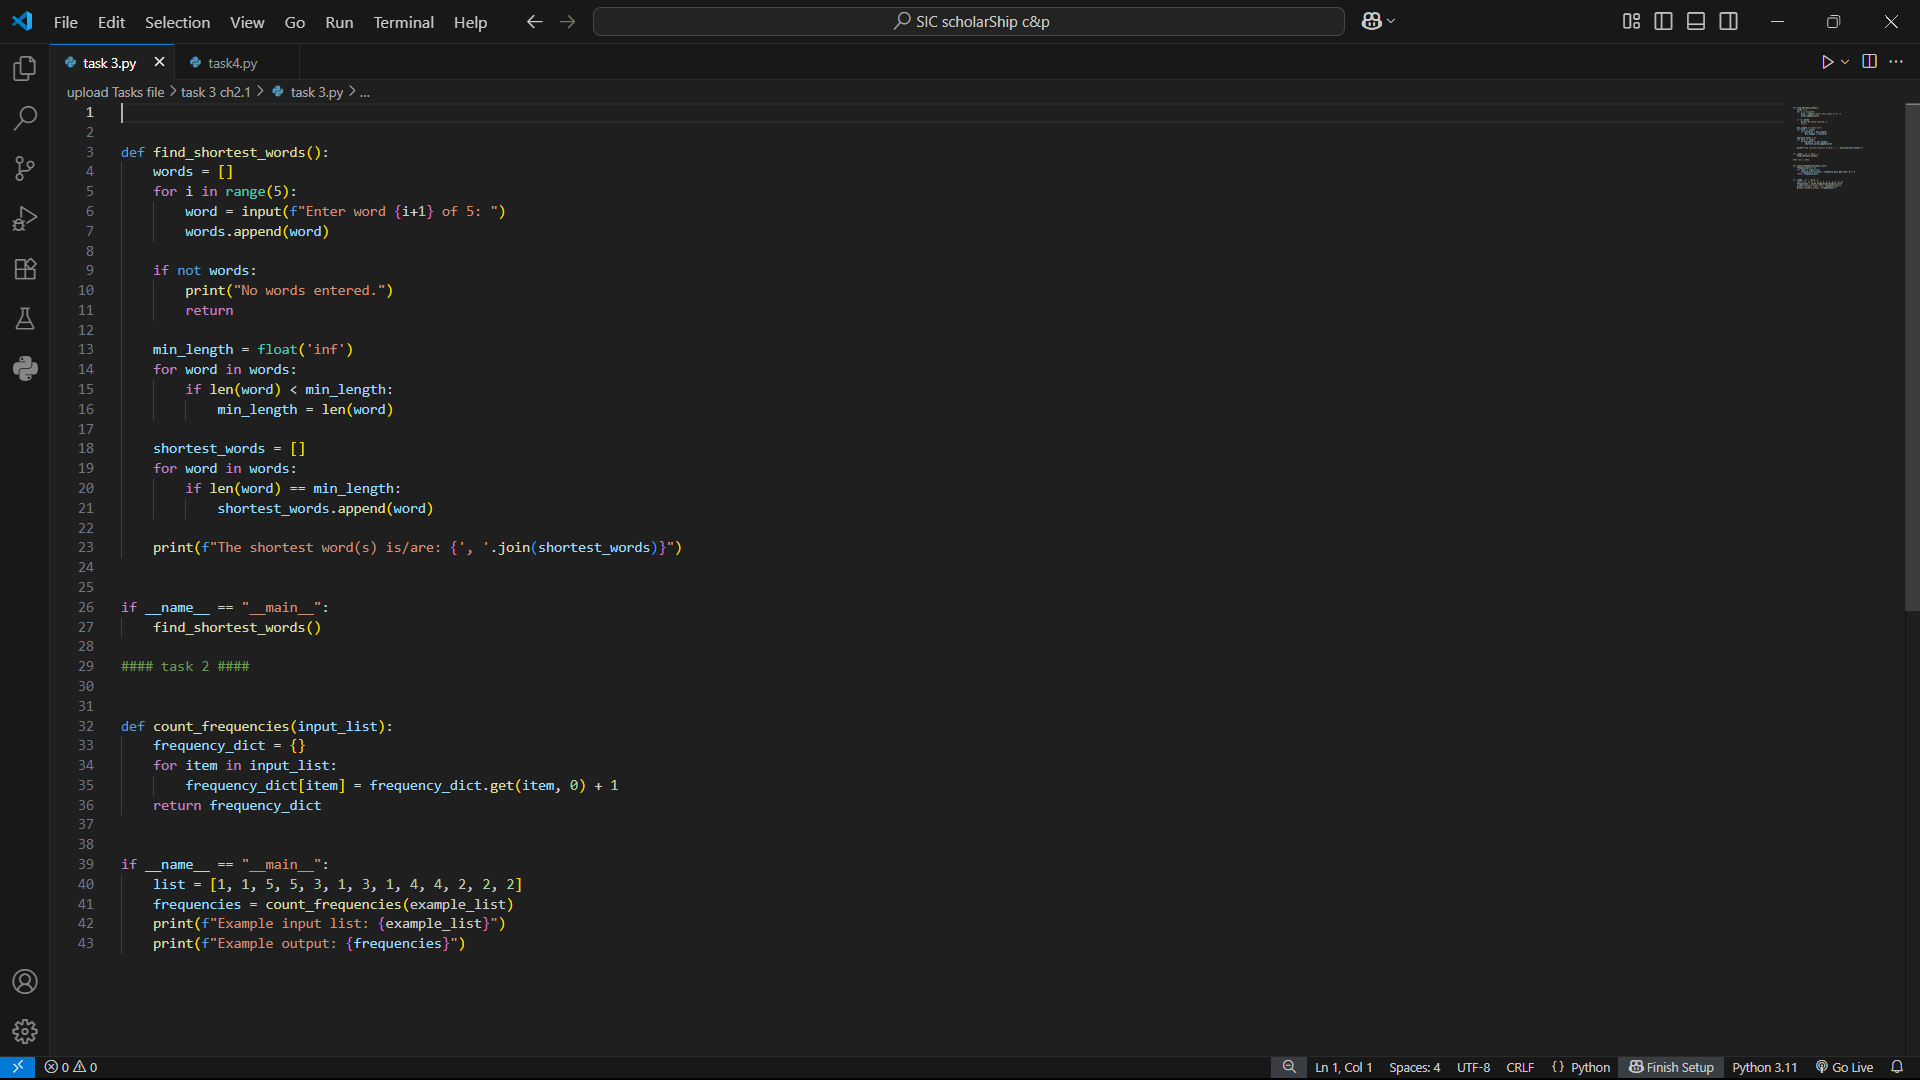 File Edit Selection View Go Run Terminal Help
SIC scholarShip c&p
task 3.py
task4.py
upload Tasks file > task 3 ch2.1 > task 3.py > ...
1
2
3 def find_shortest_words():
4     words = []
5     for i in range(5):
6         word = input(f"Enter word {i+1} of 5: ")
7         words.append(word)
8
9     if not words:
10         print("No words entered.")
11         return
12
13     min_length = float('inf')
14     for word in words:
15         if len(word) < min_length:
16             min_length = len(word)
17
18     shortest_words = []
19     for word in words:
20         if len(word) == min_length:
21             shortest_words.append(word)
22
23     print(f"The shortest word(s) is/are: {', '.join(shortest_words)}")
24
25
26 if __name__ == "__main__":
27     find_shortest_words()
28
29 #### task 2 ####
30
31
32 def count_frequencies(input_list):
33     frequency_dict = {}
34     for item in input_list:
35         frequency_dict[item] = frequency_dict.get(item, 0) + 1
36     return frequency_dict
37
38
39 if __name__ == "__main__":
40     list = [1, 1, 5, 5, 3, 1, 3, 1, 4, 4, 2, 2, 2]
41     frequencies = count_frequencies(example_list)
42     print(f"Example input list: {example_list}")
43     print(f"Example output: {frequencies}")
0 0
Ln 1, Col 1 Spaces: 4 UTF-8 CRLF {} Python Finish Setup Python 3.11 Go Live